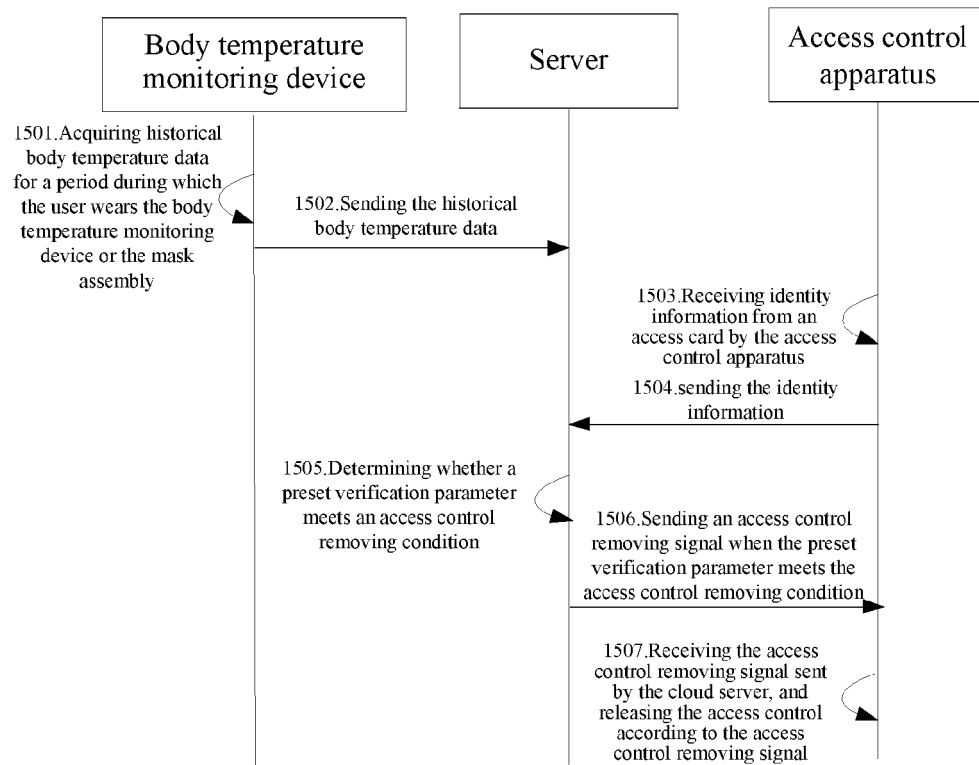 Body temperature
monitoring device
Server
Access control
apparatus
1501.Acquiring historical
body temperature data
for a period during which
the user wears the body
temperature monitoring
device or the mask
assembly
1502.Sending the historical
body temperature data
1503.Receiving identity
information from an
access card by the access
control apparatus
1504.sending the identity
information
1505.Determining whether a
preset verification parameter
meets an access control
removing condition
1506.Sending an access control
removing signal when the preset
verification parameter meets the
access control removing condition
1507.Receiving the access
control removing signal sent
by the cloud server, and
releasing the access control
according to the access
control removing signal